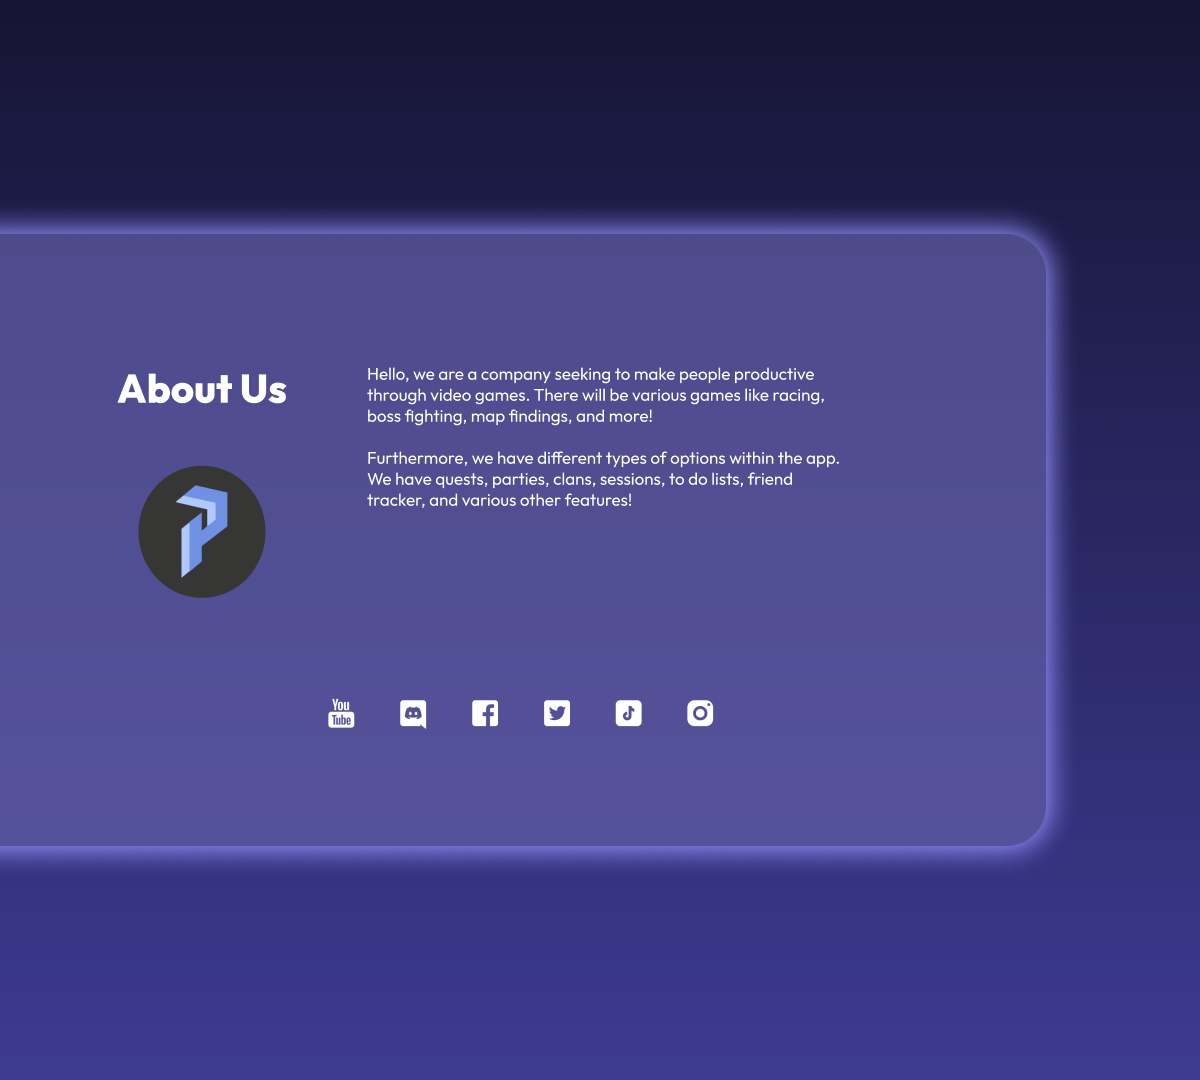 About Us
Hello, we are a company seeking to make people productive
through video games. There will be various games like racing,
boss fighting, map findings, and more!
Furthermore, we have different types of options within the app.
We have quests, parties, clans, sessions, to do lists, friend
tracker, and various other features!
P
You
Tube